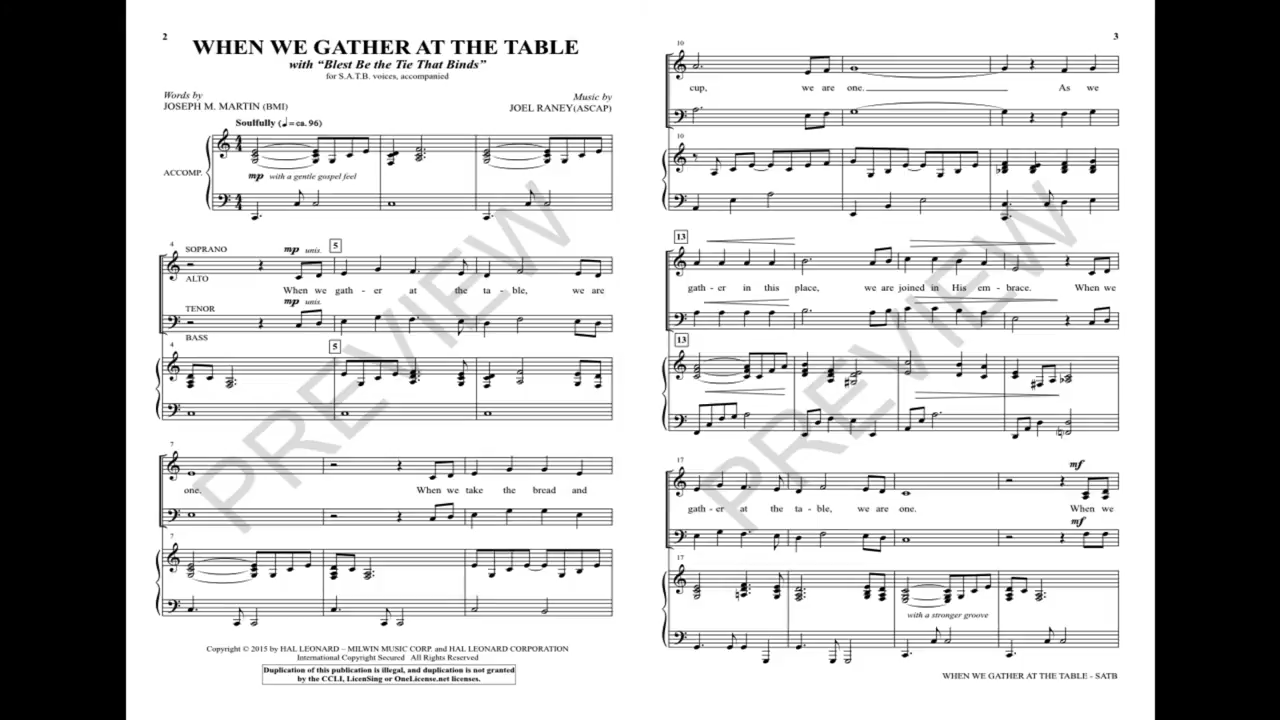 2
WHEN WE GATHER AT THE TABLE
with “Blest Be the Tie That Binds”
for S.A.T.B. voices, accompanied
Words by
JOSEPH M. MARTIN (BMI)
Music by
JOEL RANEY(ASCAP)
Soulfully (♩= ca. 96)
ACCOMP.
mp with a gentle gospel feel
4
SOPRANO
mp unis.
5
ALTO
When we gath - er at the ta - ble, we are
TENOR
mp unis.
BASS
4
5
7
one. When we take the bread and
7
PREVIEW
Copyright © 2015 by HAL LEONARD – MILWIN MUSIC CORP. and HAL LEONARD CORPORATION
International Copyright Secured All Rights Reserved
Duplication of this publication is illegal, and duplication is not granted
by the CCLI, LicenSing or OneLicense.net licenses.
3
10
cup, we are one. As we
10
13
gath - er in this place, we are joined in His em - brace. When we
13
17
mf
gath - er at the ta - ble, we are one. When we
mf
17
with a stronger groove
PREVIEW
WHEN WE GATHER AT THE TABLE - SATB